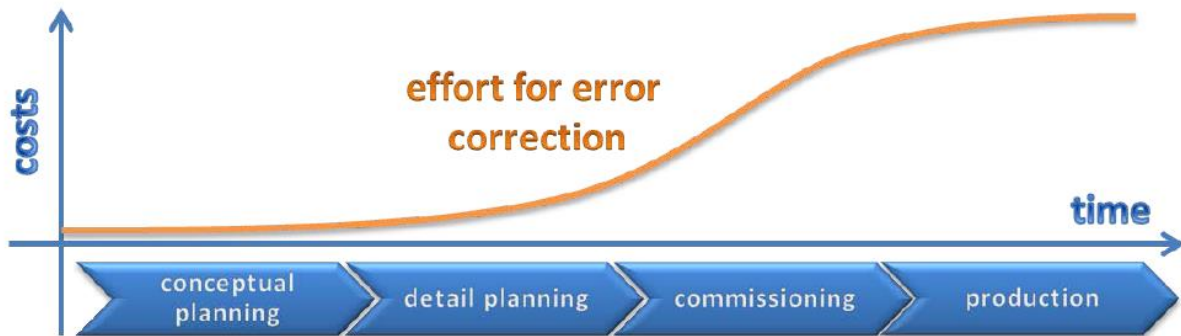 costs
effort for error
correction
time
conceptual
planning
detail planning
commissioning
production